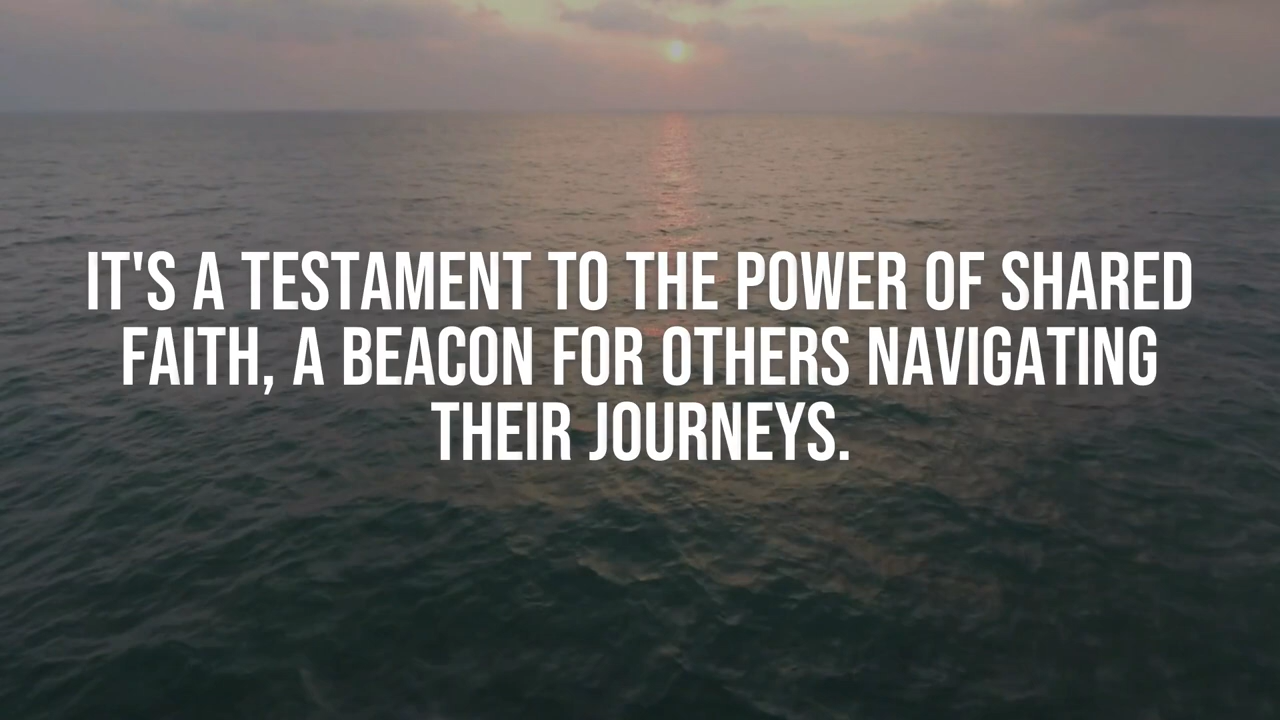 IT'S A TESTAMENT TO THE POWER OF SHARED
FAITH, A BEACON FOR OTHERS NAVIGATING
THEIR JOURNEYS.